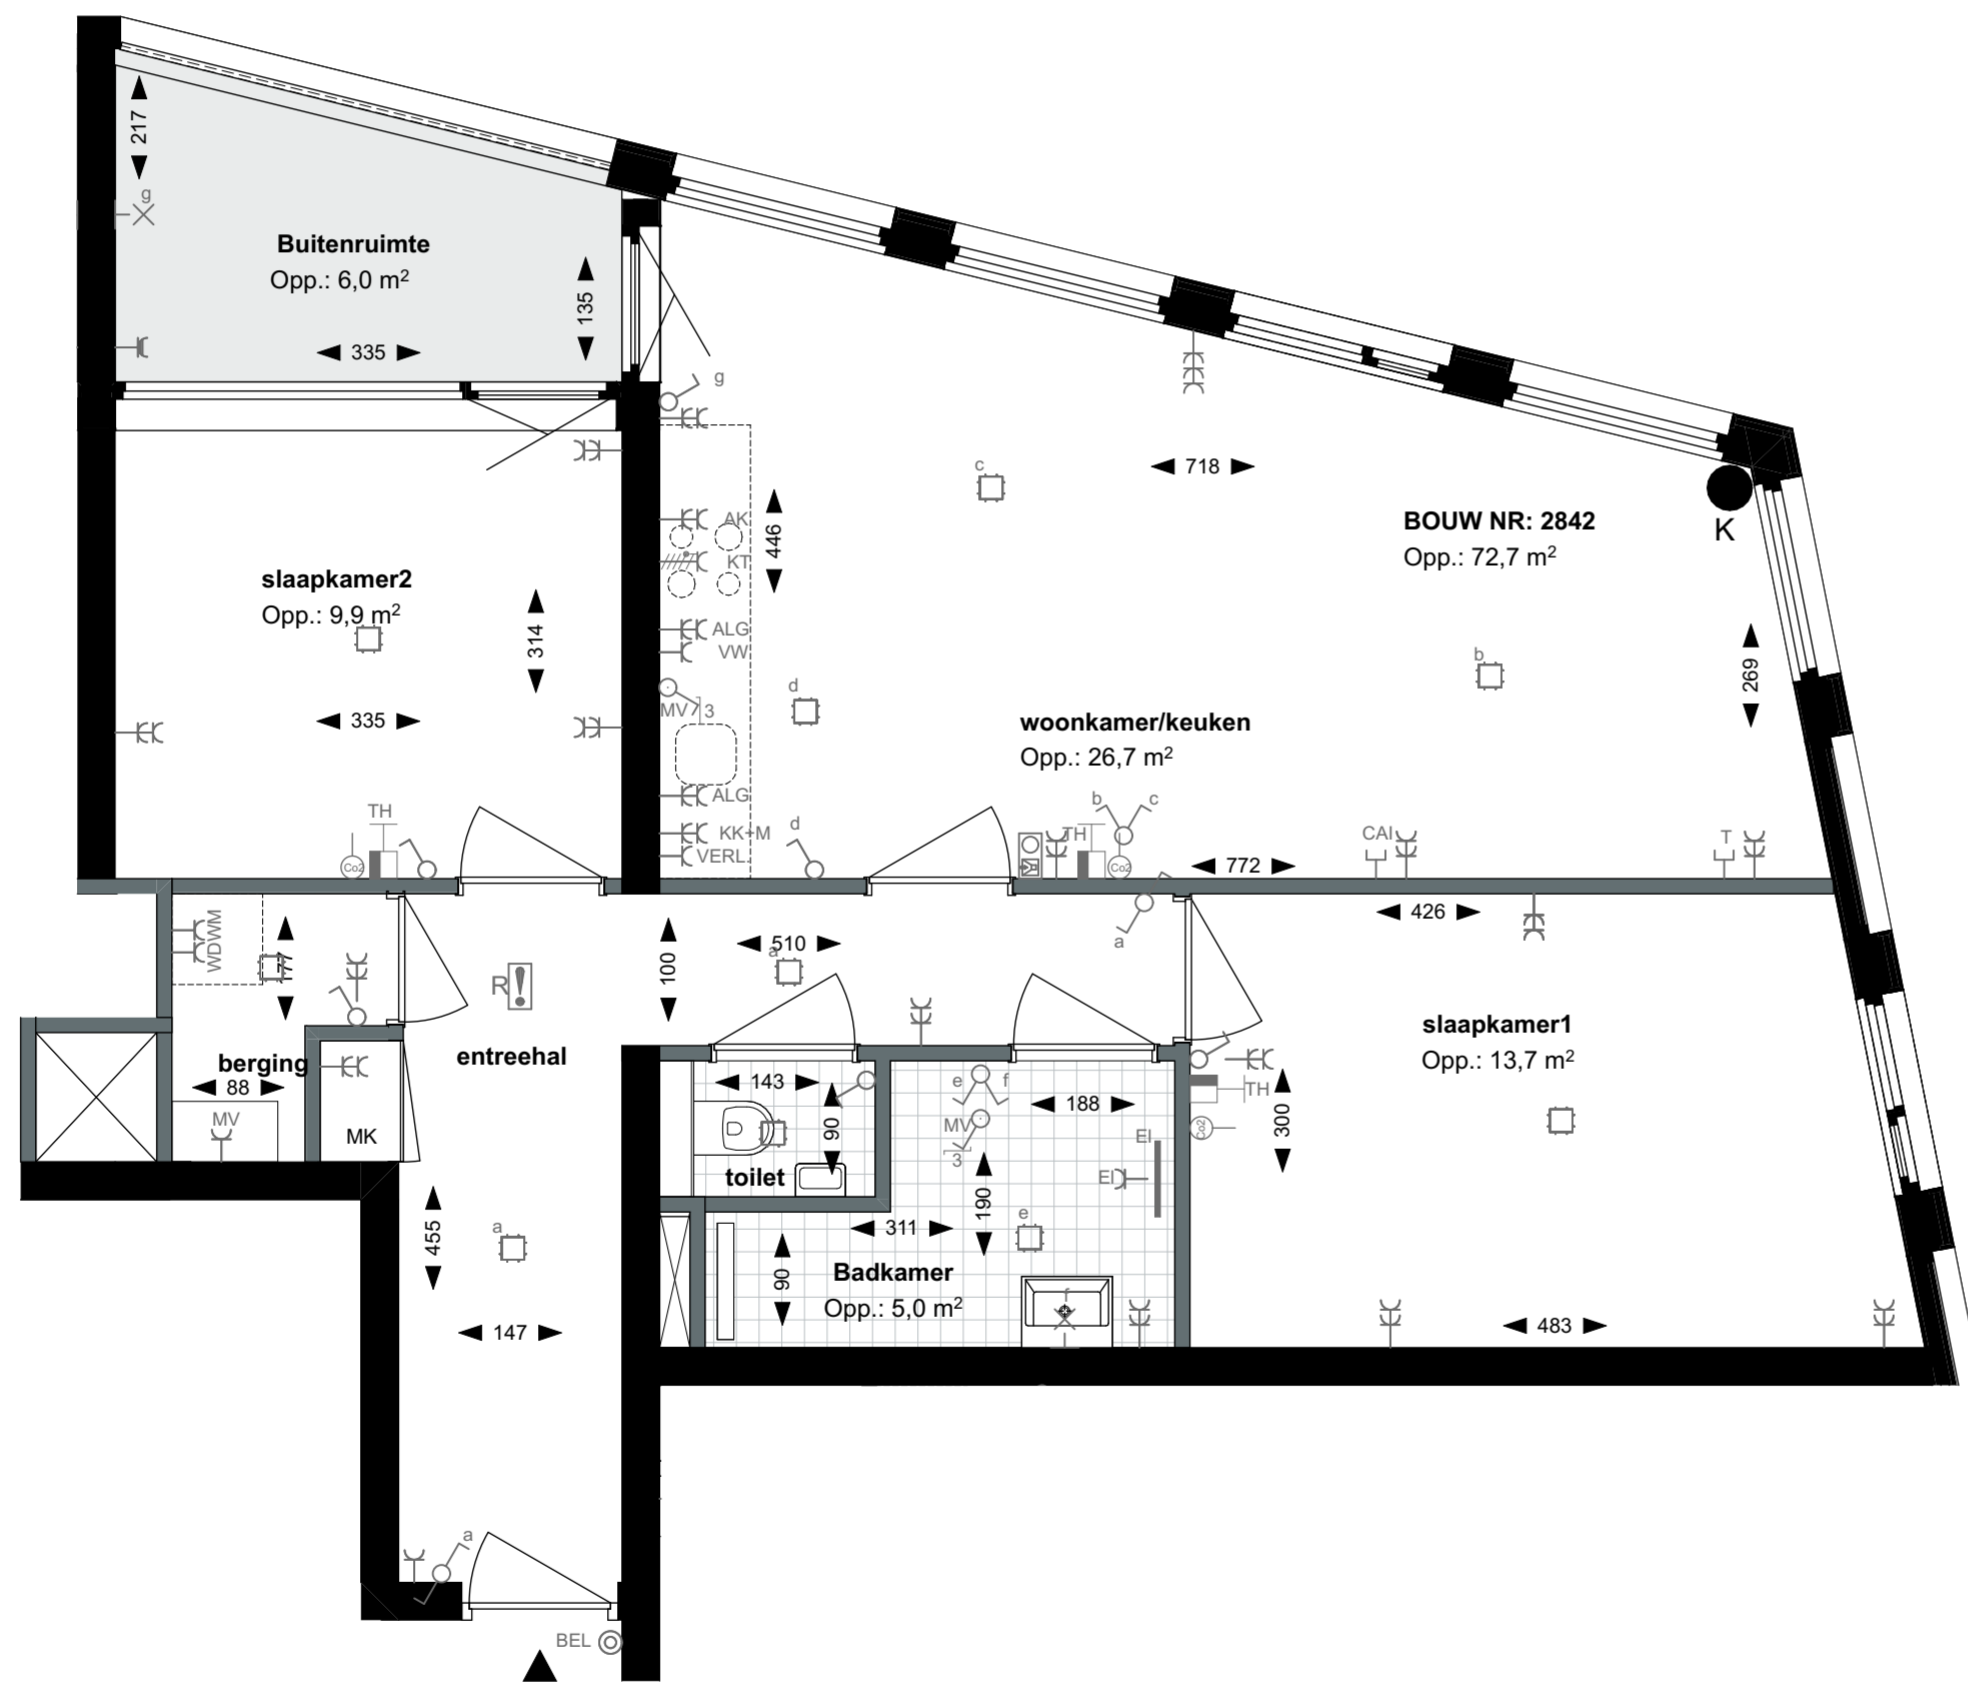 217
g
Buitenruimte
Opp.: 6,0 m²
135
335
g
c
718
BOUW NR: 2842
Opp.: 72,7 m²
K
AK
446
KT
slaapkamer2
Opp.: 9,9 m²
314
ALG
VW
269
b
d
MV
3
335
woonkamer/keuken
Opp.: 26,7 m²
ALG
TH
d
KK+M
VERL.
b
c
TH
CAI
T
Co2
Co2
772
426
WDWM
177
R
100
510
a
a
berging
88
entreehal
MV
MK
143
90
toilet
e
f
188
MV
3
EI
EI
190
TH
Co2
300
slaapkamer1
Opp.: 13,7 m²
455
a
311
e
90
Badkamer
Opp.: 5,0 m²
f
147
483
a
BEL